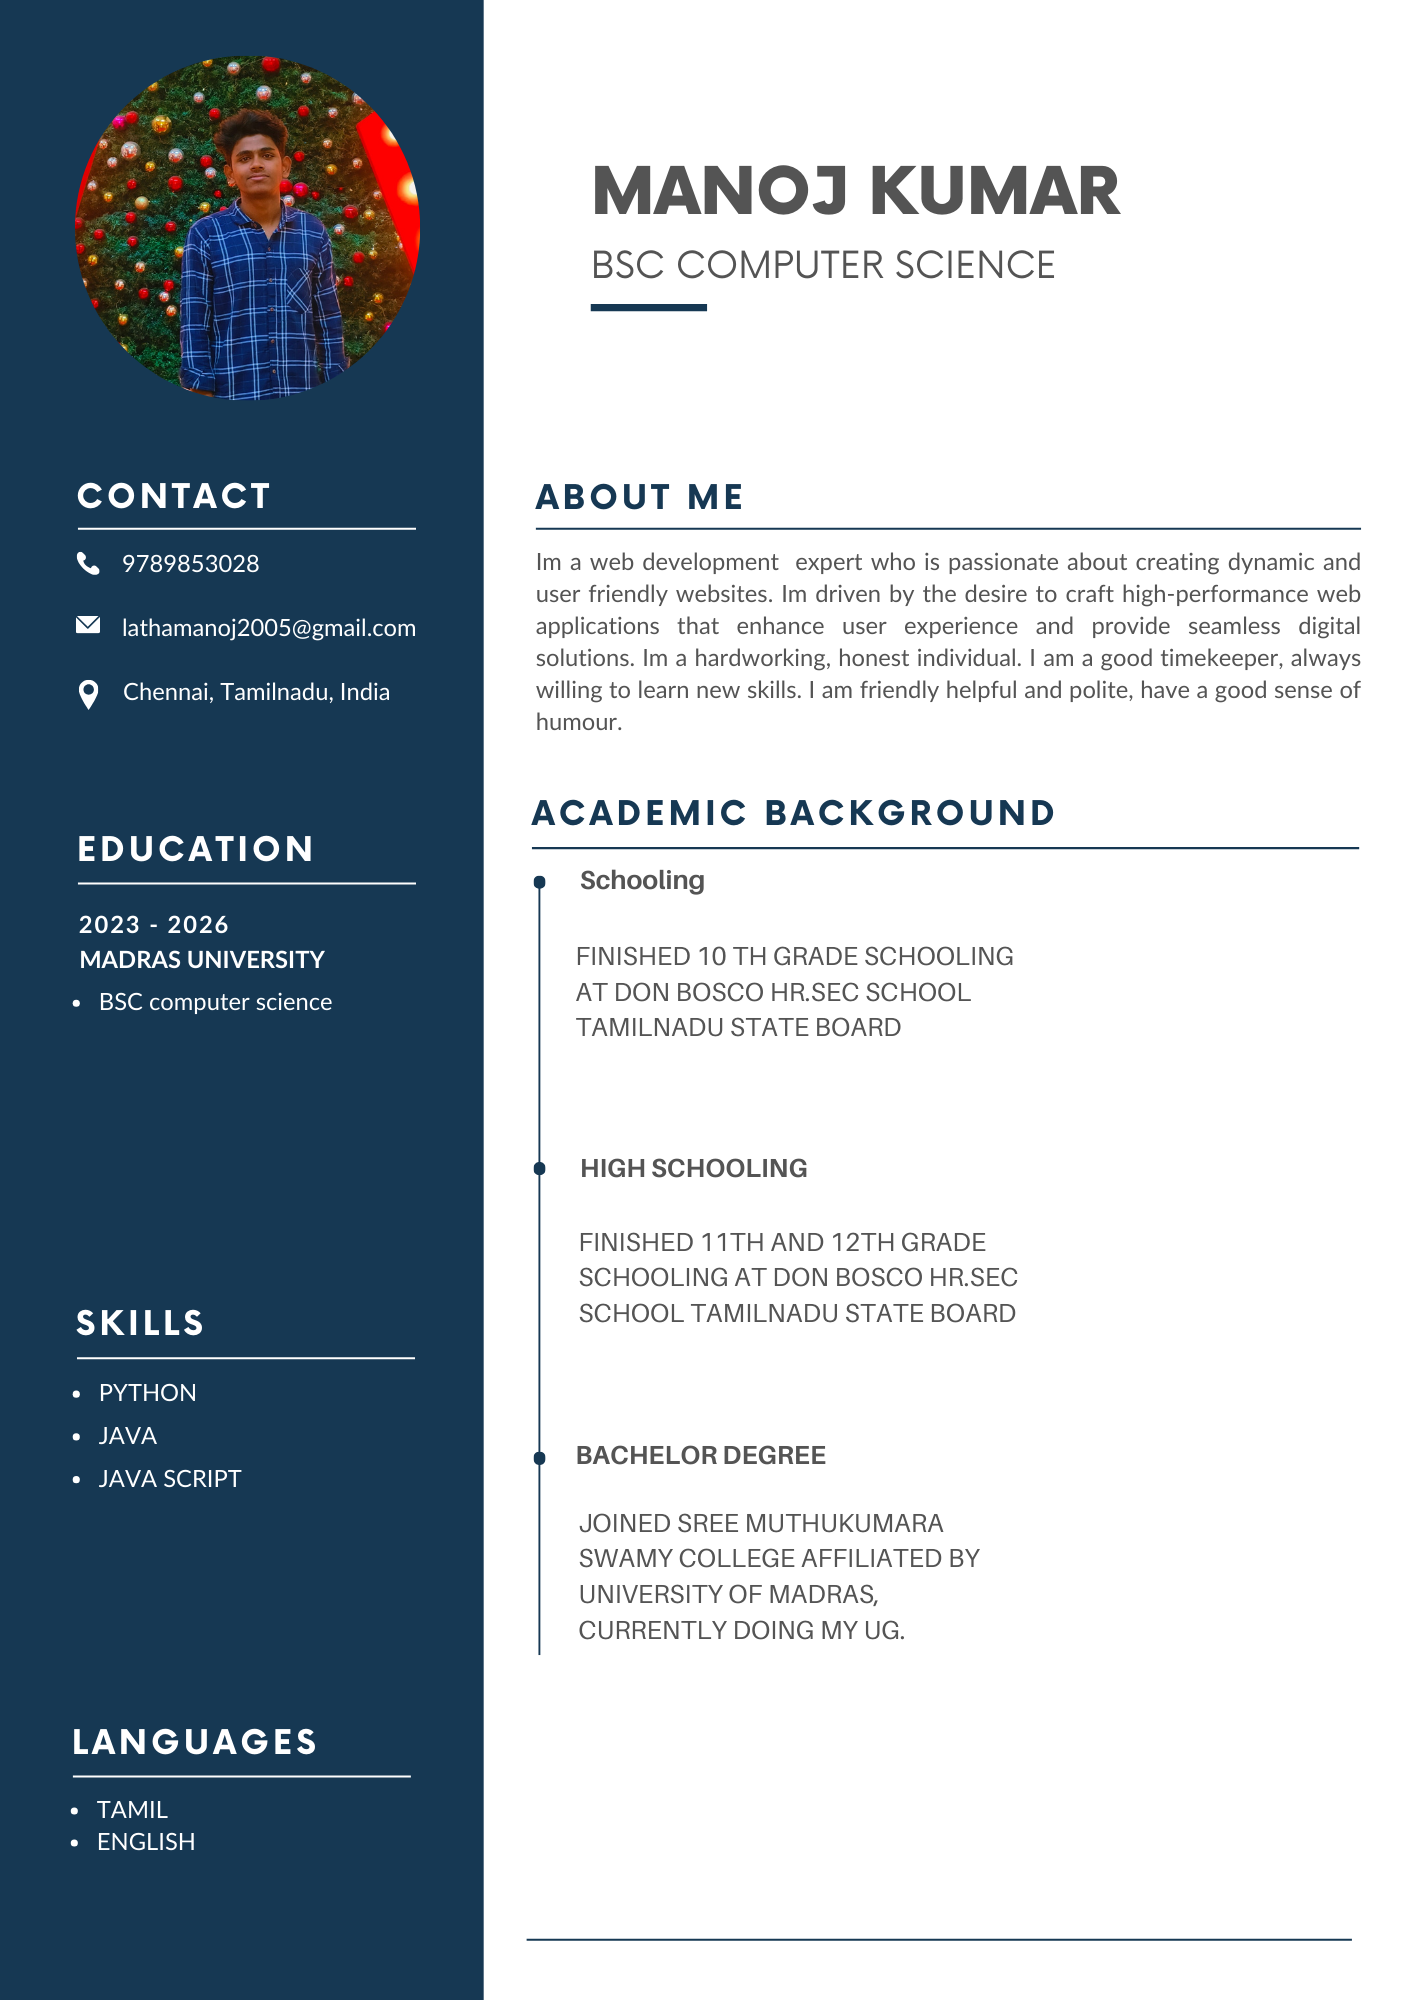 MANOJ KUMAR
BSC COMPUTER SCIENCE
CONTACT
9789853028
lathamanoj2005@gmail.com
Chennai, Tamilnadu, India
EDUCATION
2023 - 2026
MADRAS UNIVERSITY
• BSC computer science
SKILLS
• PYTHON
• JAVA
• JAVA SCRIPT
LANGUAGES
• TAMIL
• ENGLISH
ABOUT ME
Im a web development  expert who is passionate about creating dynamic and
user friendly websites. Im driven by the desire to craft high-performance web
applications that enhance user experience and provide seamless digital
solutions. Im a hardworking, honest individual. I am a good timekeeper, always
willing to learn new skills. I am friendly helpful and polite, have a good sense of
humour.
ACADEMIC BACKGROUND
Schooling
FINISHED 10 TH GRADE SCHOOLING
AT DON BOSCO HR.SEC SCHOOL
TAMILNADU STATE BOARD
HIGH SCHOOLING
FINISHED 11TH AND 12TH GRADE
SCHOOLING AT DON BOSCO HR.SEC
SCHOOL TAMILNADU STATE BOARD
BACHELOR DEGREE
JOINED SREE MUTHUKUMARA
SWAMY COLLEGE AFFILIATED BY
UNIVERSITY OF MADRAS,
CURRENTLY DOING MY UG.